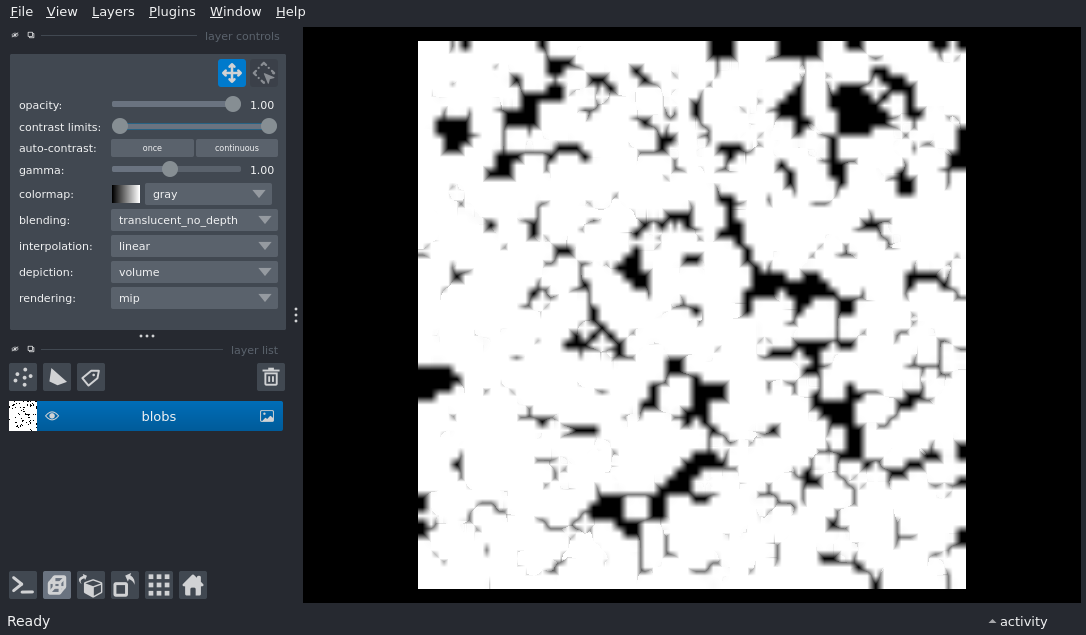 File View Layers Plugins Window Help
layer controls
opacity: 1.00
contrast limits:
auto-contrast: once continuous
gamma: 1.00
colormap: gray
blending: translucent_no_depth
interpolation: linear
depiction: volume
rendering: mip
layer list
blobs
Ready
activity